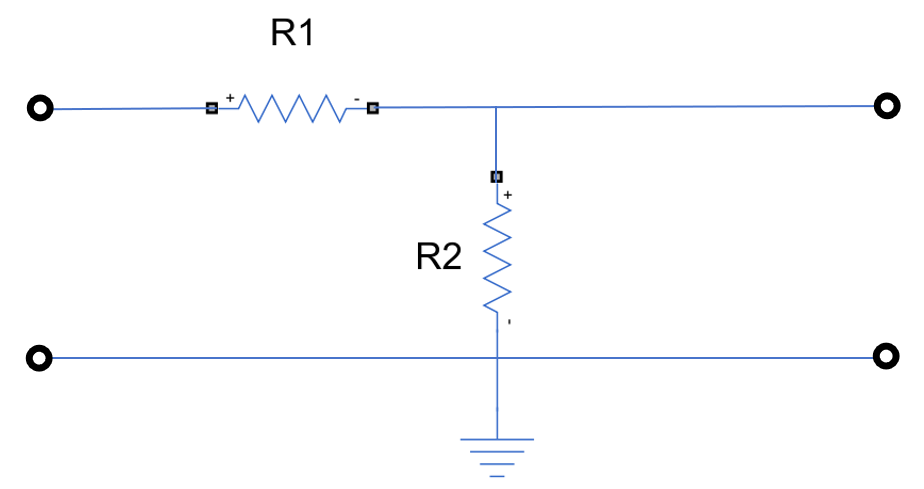 R1
+ -
+
R2
-